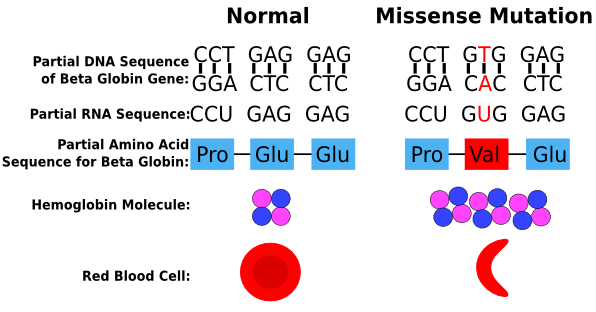 Normal Missense Mutation
Partial DNA Sequence
of Beta Globin Gene:
CCT GAG GAG CCT GTG GAG
GGA CTC CTC GGA CAC CTC
Partial RNA Sequence: CCU GAG GAG CCU GUG GAG
Partial Amino Acid
Sequence for Beta Globin:
Pro Glu Glu Pro Val Glu
Hemoglobin Molecule:
Red Blood Cell: